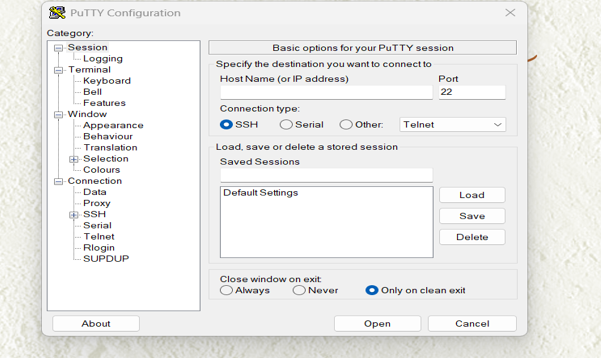 PuTTY Configuration
Category:
Session
Logging
Terminal
Keyboard
Bell
Features
Window
Appearance
Behaviour
Translation
Selection
Colours
Connection
Data
Proxy
SSH
Serial
Telnet
Rlogin
SUPDUP
Basic options for your PuTTY session
Specify the destination you want to connect to
Host Name (or IP address) Port
22
Connection type:
SSH Serial Other: Telnet
Load, save or delete a stored session
Saved Sessions
Default Settings
Load
Save
Delete
Close window on exit:
Always Never Only on clean exit
About Open Cancel